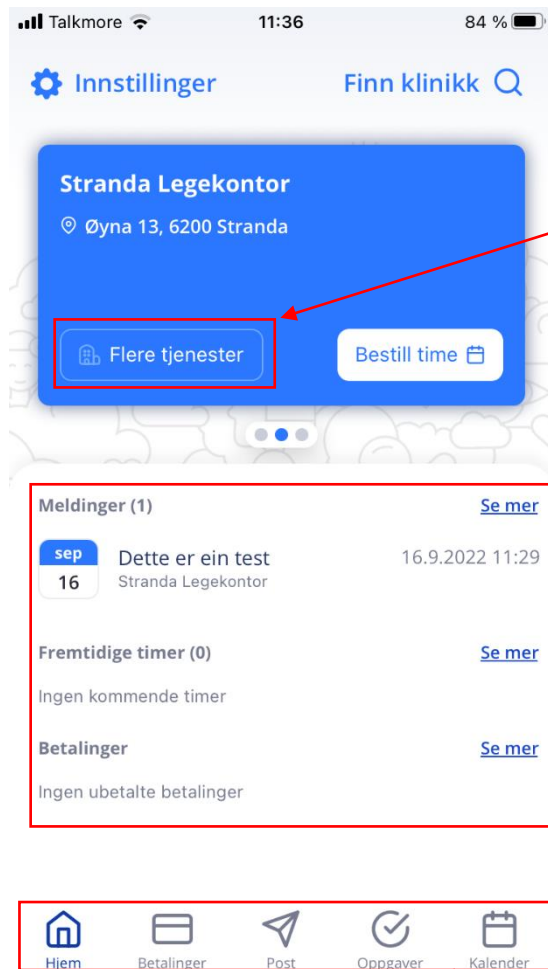 Talkmore 11:36 84 %
Innstillinger Finn klinikk
Stranda Legekontor
Øyna 13, 6200 Stranda
Flere tjenester Bestill time
Meldinger (1) Se mer
sep Dette er ein test 16.9.2022 11:29
16 Stranda Legekontor
Fremtidige timer (0) Se mer
Ingen kommende timer
Betalinger Se mer
Ingen ubetalte betalinger
Hjem Betalinger Post Oppgaver Kalender